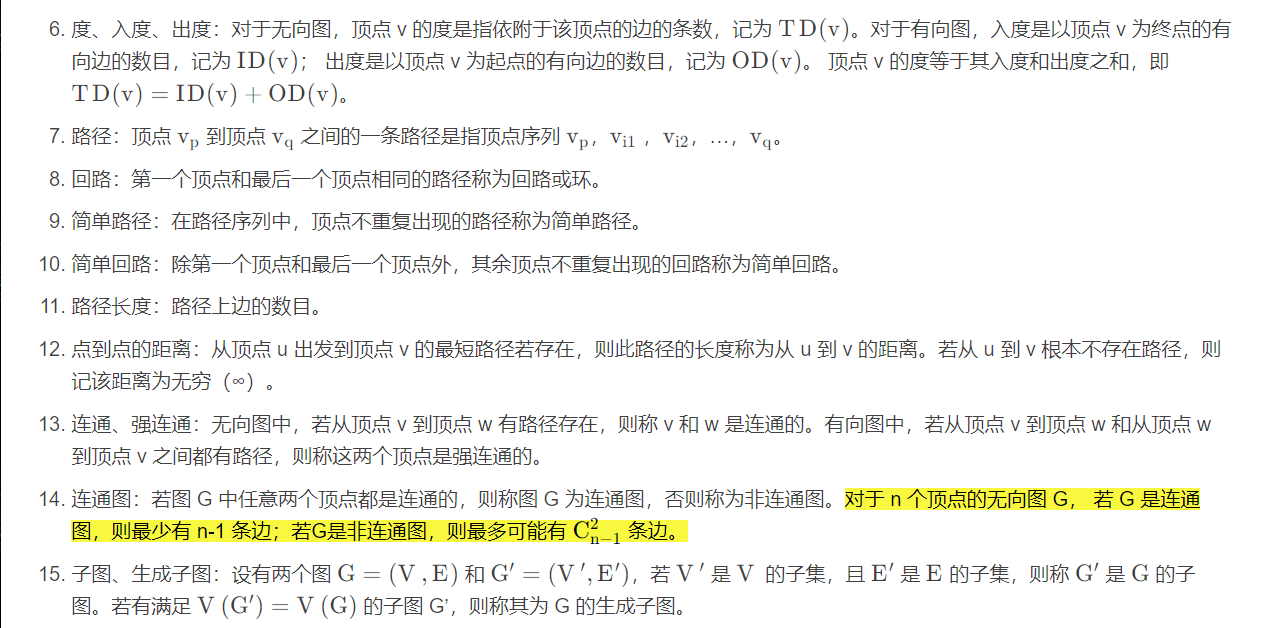 6. 度、入度、出度：对于无向图，顶点 v 的度是指依附于该顶点的边的条数，记为 TD(v)。对于有向图，入度是以顶点 v 为终点的有
向边的数目，记为 ID(v)； 出度是以顶点 v 为起点的有向边的数目，记为 OD(v)。 顶点 v 的度等于其入度和出度之和，即
TD(v) = ID(v) + OD(v)。
7. 路径：顶点 v_p 到顶点 v_q 之间的一条路径是指顶点序列 v_p，v_{i1} ，v_{i2}，…，v_q。
8. 回路：第一个顶点和最后一个顶点相同的路径称为回路或环。
9. 简单路径：在路径序列中，顶点不重复出现的路径称为简单路径。
10. 简单回路：除第一个顶点和最后一个顶点外，其余顶点不重复出现的回路称为简单回路。
11. 路径长度：路径上边的数目。
12. 点到点的距离：从顶点 u 出发到顶点 v 的最短路径若存在，则此路径的长度称为从 u 到 v 的距离。若从 u 到 v 根本不存在路径，则
记该距离为无穷（∞）。
13. 连通、强连通：无向图中，若从顶点 v 到顶点 w 有路径存在，则称 v 和 w 是连通的。有向图中，若从顶点 v 到顶点 w 和从顶点 w
到顶点 v 之间都有路径，则称这两个顶点是强连通的。
14. 连通图：若图 G 中任意两个顶点都是连通的，则称图 G 为连通图，否则称为非连通图。对于 n 个顶点的无向图 G， 若 G 是连通
图，则最少有 n-1 条边；若G是非连通图，则最多可能有 C_{n-1}^2 条边。
15. 子图、生成子图：设有两个图 G = (V , E) 和 G′ = (V ′, E′)，若 V ′ 是 V 的子集，且 E′ 是 E 的子集，则称 G′ 是 G 的子
图。若有满足 V (G′) = V (G) 的子图 G'，则称其为 G 的生成子图。